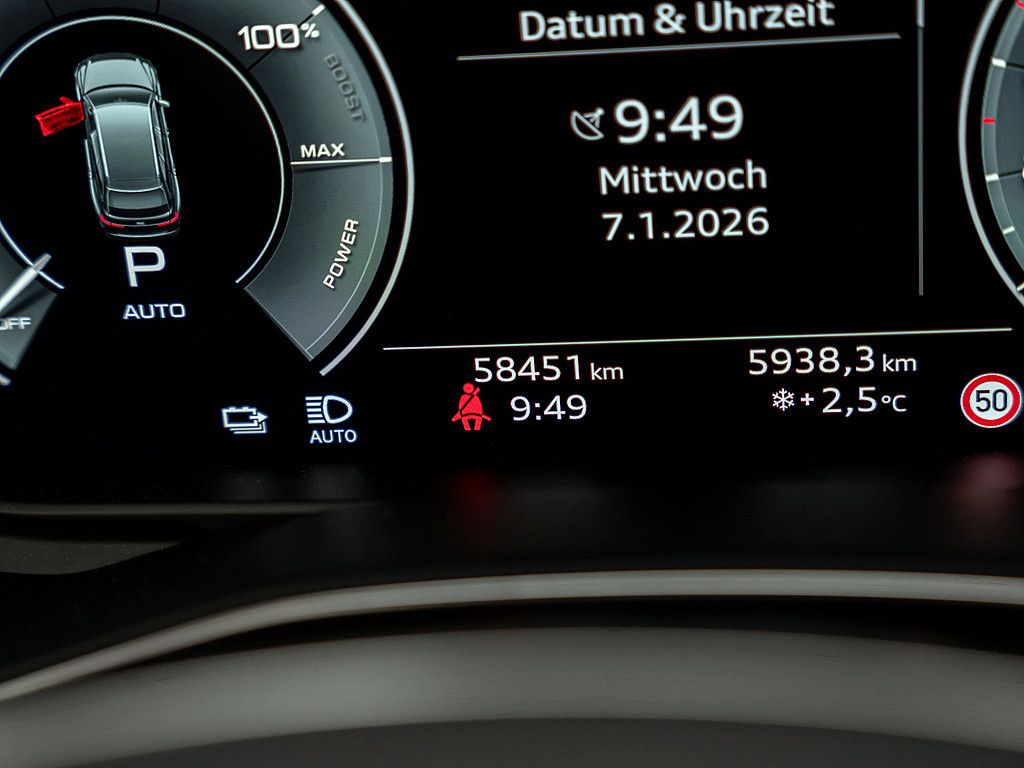 Datum & Uhrzeit
100%
BOOST
9:49
MAX
Mittwoch
7.1.2026
POWER
P
AUTO
OFF
58451 km
5938,3 km
9:49
+2,5°C
50
AUTO